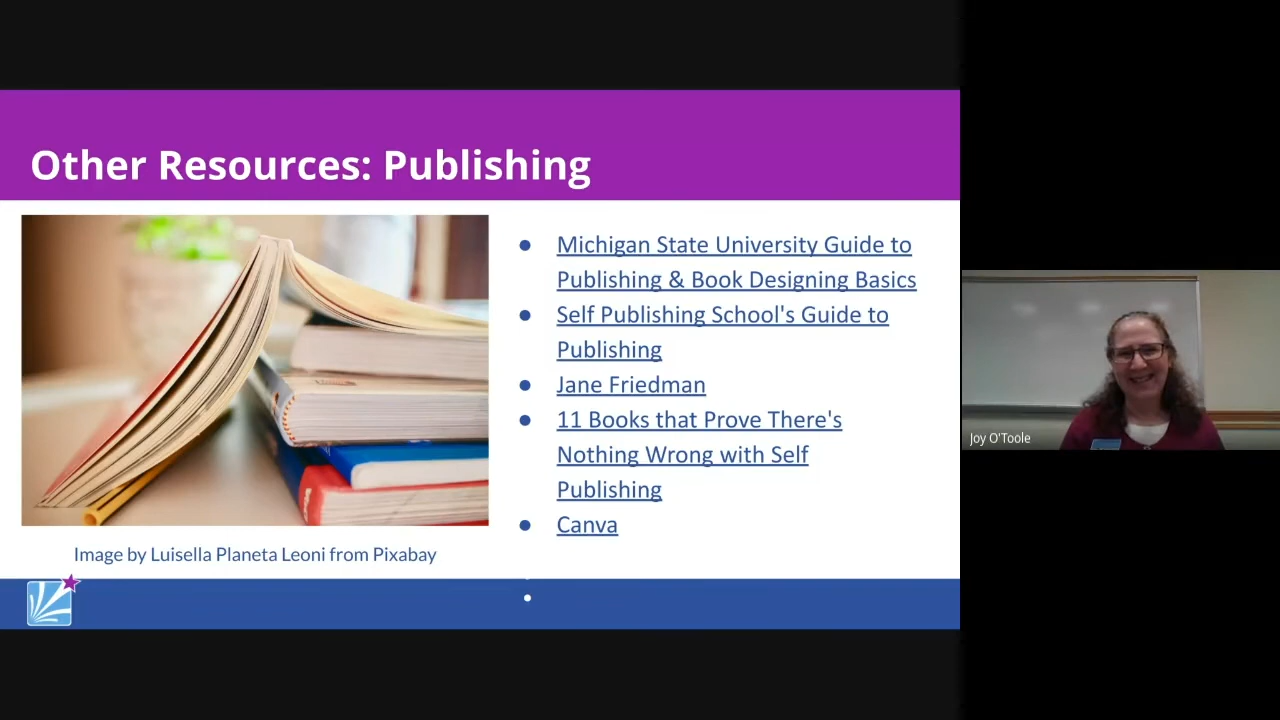 Other Resources: Publishing
Michigan State University Guide to
Publishing & Book Designing Basics
Self Publishing School's Guide to
Publishing
Jane Friedman
11 Books that Prove There's
Nothing Wrong with Self
Publishing
Canva
Image by Luisella Planeta Leoni from Pixabay
Joy O'Toole